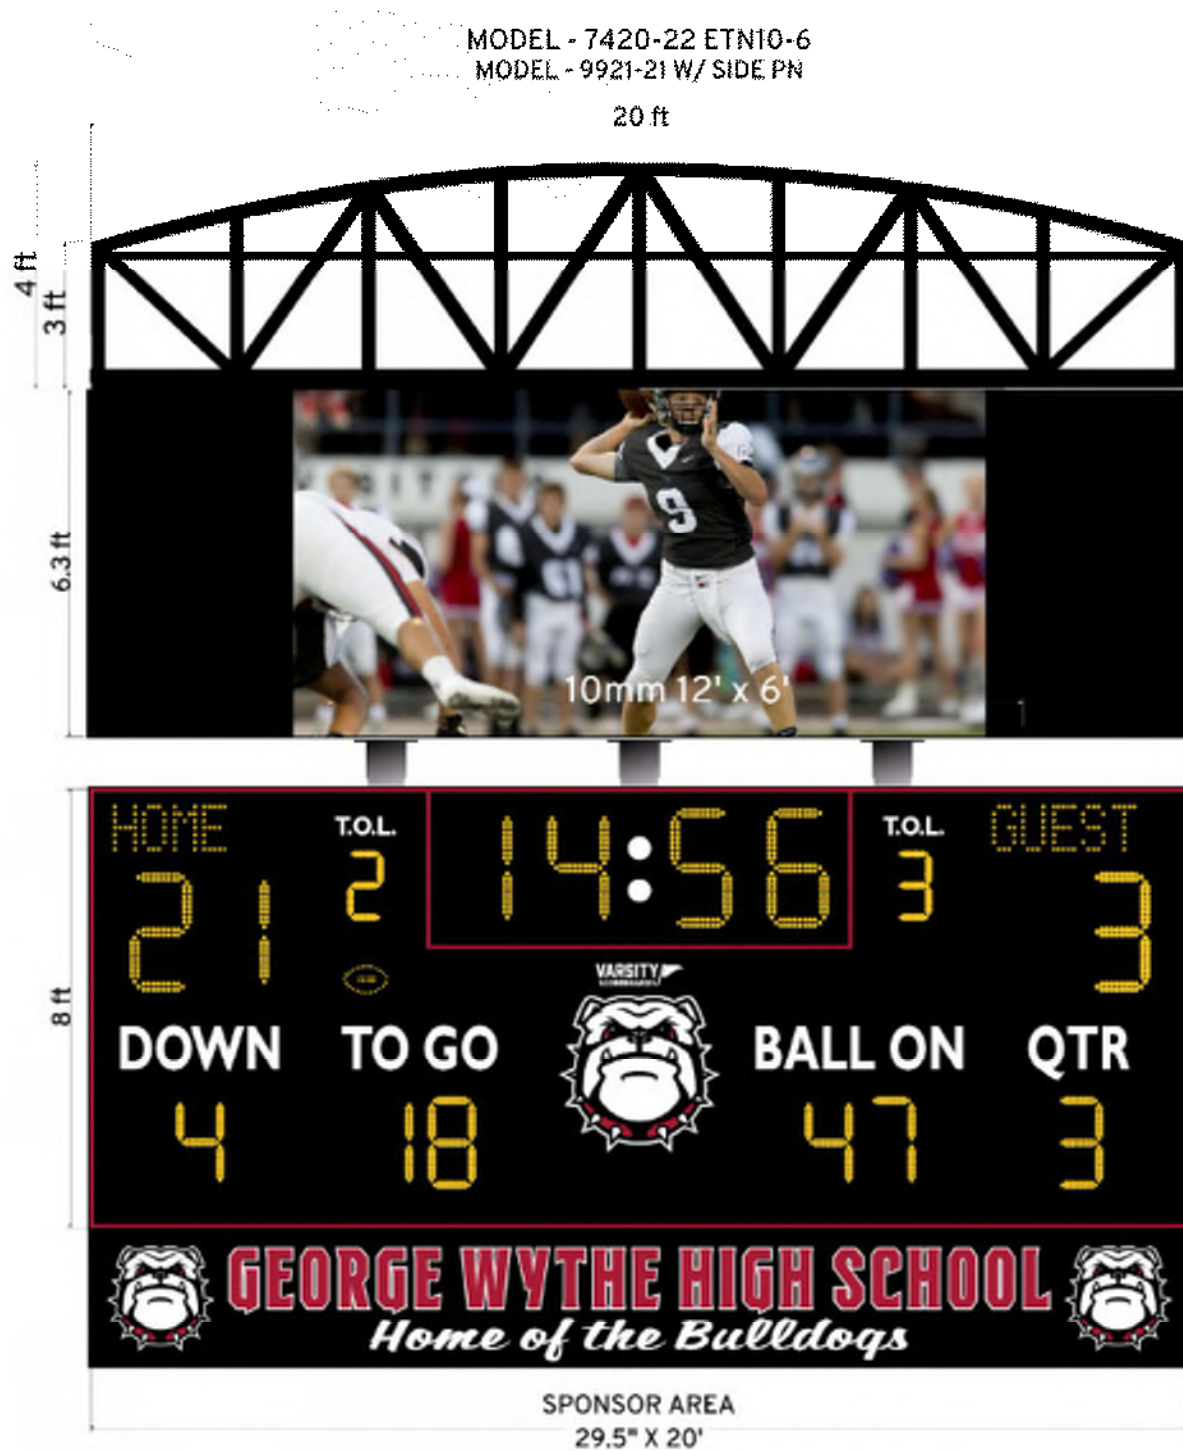 MODEL - 7420-22 ETN10-6
MODEL - 9921-21 W/ SIDE PN
20 ft
4 ft
3 ft
6.3 ft
9
10mm 12' x 6'
HOME
T.O.L.
14:56
T.O.L.
GUEST
21
2
3
3
VARSITY
8 ft
DOWN
TO GO
BALL ON
QTR
4
18
47
3
GEORGE WYTHE HIGH SCHOOL
Home of the Bulldogs
SPONSOR AREA
29.5" X 20'